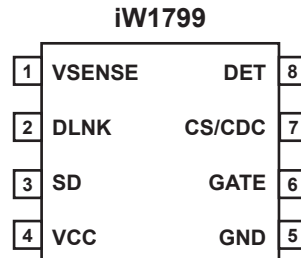 iW1799
1 VSENSE DET 8
2 DLNK CS/CDC 7
3 SD GATE 6
4 VCC GND 5